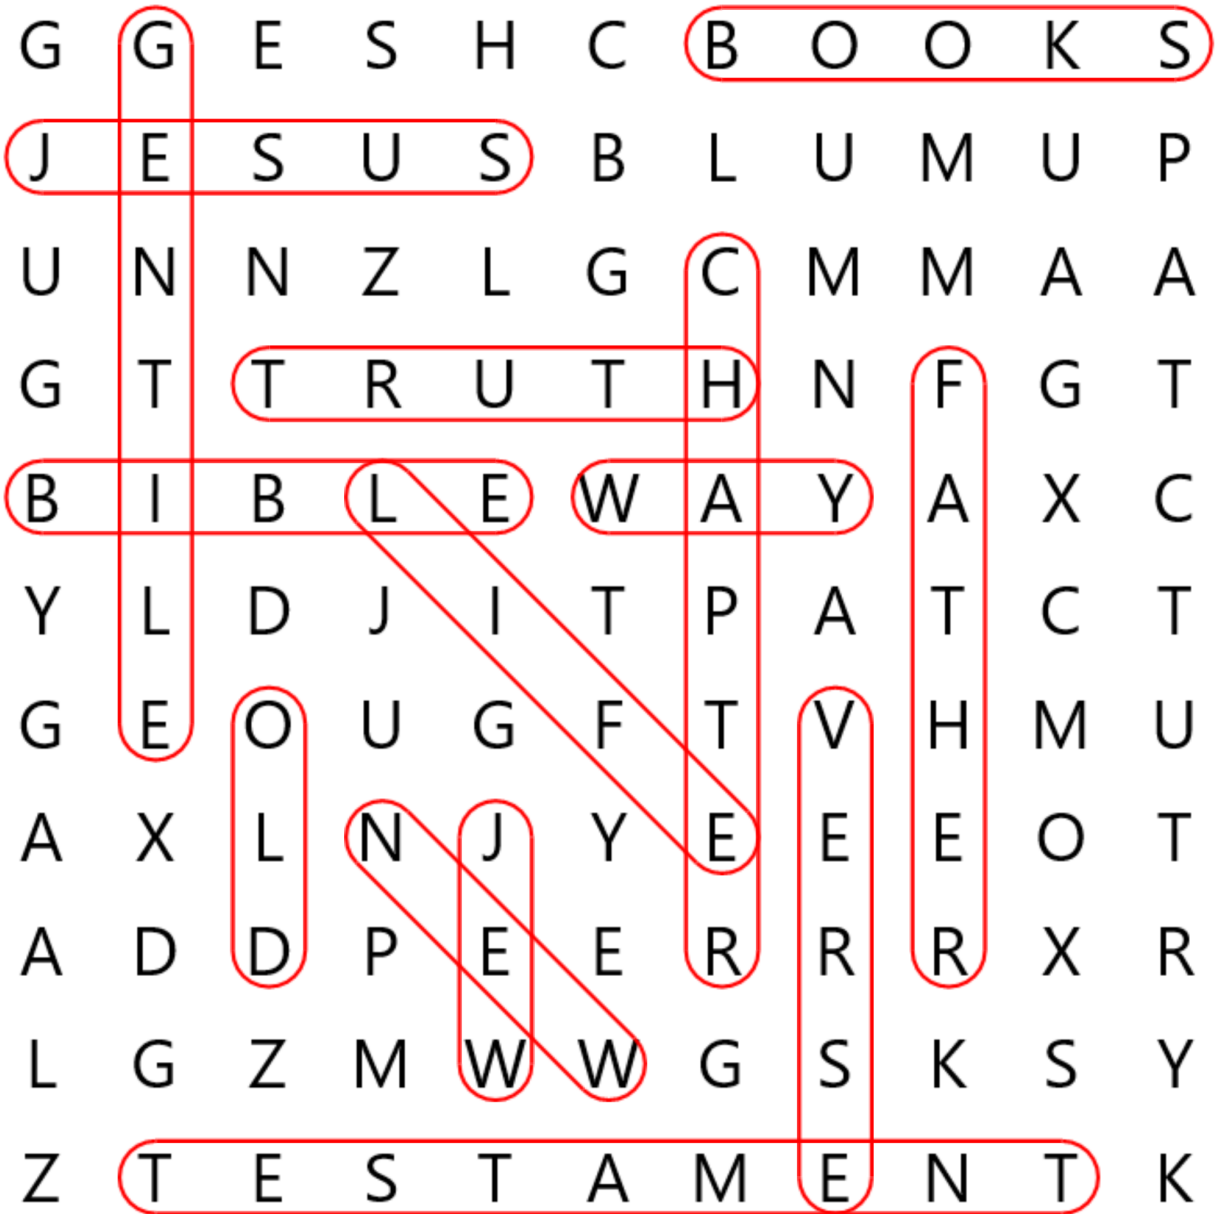 G G E S H C B O O K S
J E S U S B L U M U P
U N N Z L G C M M A A
G T T R U T H N F G T
B I B L E W A Y A X C
Y L D J I T P A T C T
G E O U G F T V H M U
A X L N J Y E E E O T
A D D P E E R R R X R
L G Z M W W G S K S Y
Z T E S T A M E N T K